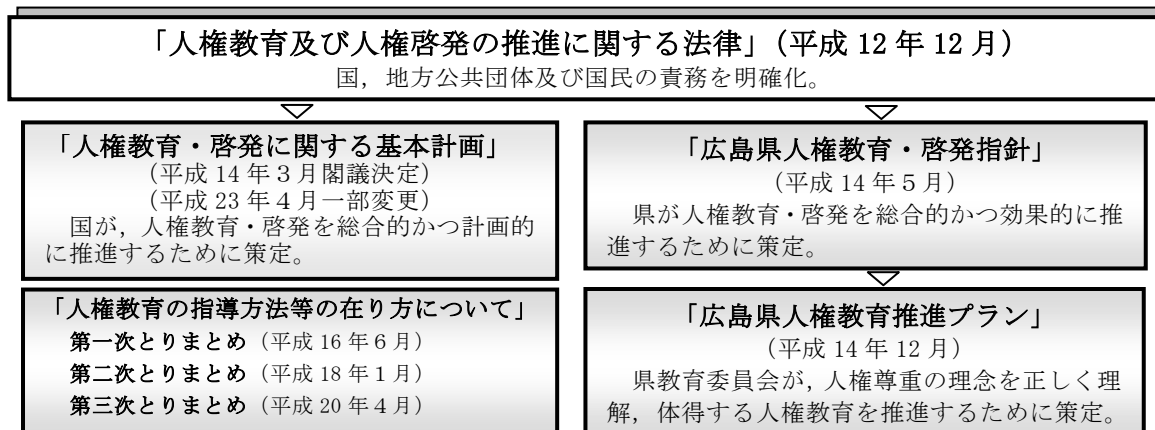 「人権教育及び人権啓発の推進に関する法律」（平成 12 年 12 月）
国，地方公共団体及び国民の責務を明確化。
「人権教育・啓発に関する基本計画」
（平成 14 年３月閣議決定）
（平成 23 年４月一部変更）
国が，人権教育・啓発を総合的かつ計画的
に推進するために策定。
「人権教育の指導方法等の在り方について」
第一次とりまとめ（平成 16 年６月）
第二次とりまとめ（平成 18 年１月）
第三次とりまとめ（平成 20 年４月）
「広島県人権教育・啓発指針」
（平成 14 年５月）
県が人権教育・啓発を総合的かつ効果的に推
進するために策定。
「広島県人権教育推進プラン」
（平成 14 年 12 月）
県教育委員会が，人権尊重の理念を正しく理
解，体得する人権教育を推進するために策定。